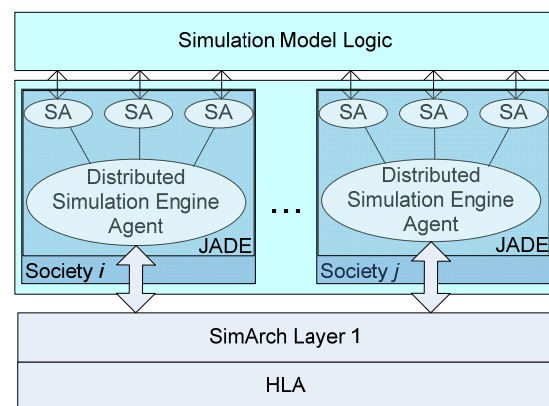 Simulation Model Logic
SA SA SA
Distributed
Simulation Engine
Agent
JADE
Society i
...
SA SA SA
Distributed
Simulation Engine
Agent
JADE
Society j
SimArch Layer 1
HLA